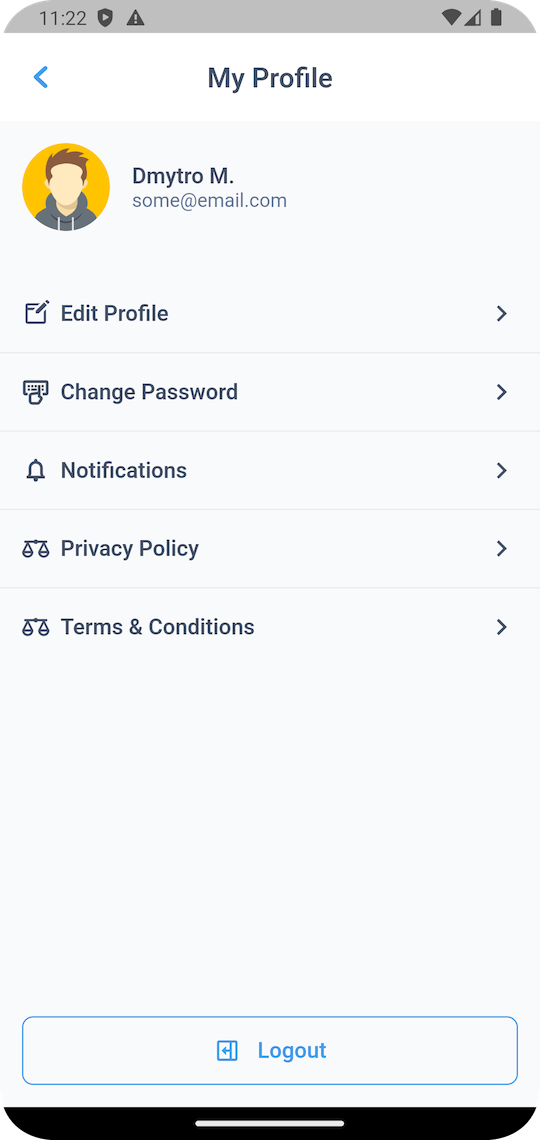 11:22
My Profile
Dmytro M.
some@email.com
Edit Profile
Change Password
Notifications
Privacy Policy
Terms & Conditions
Logout